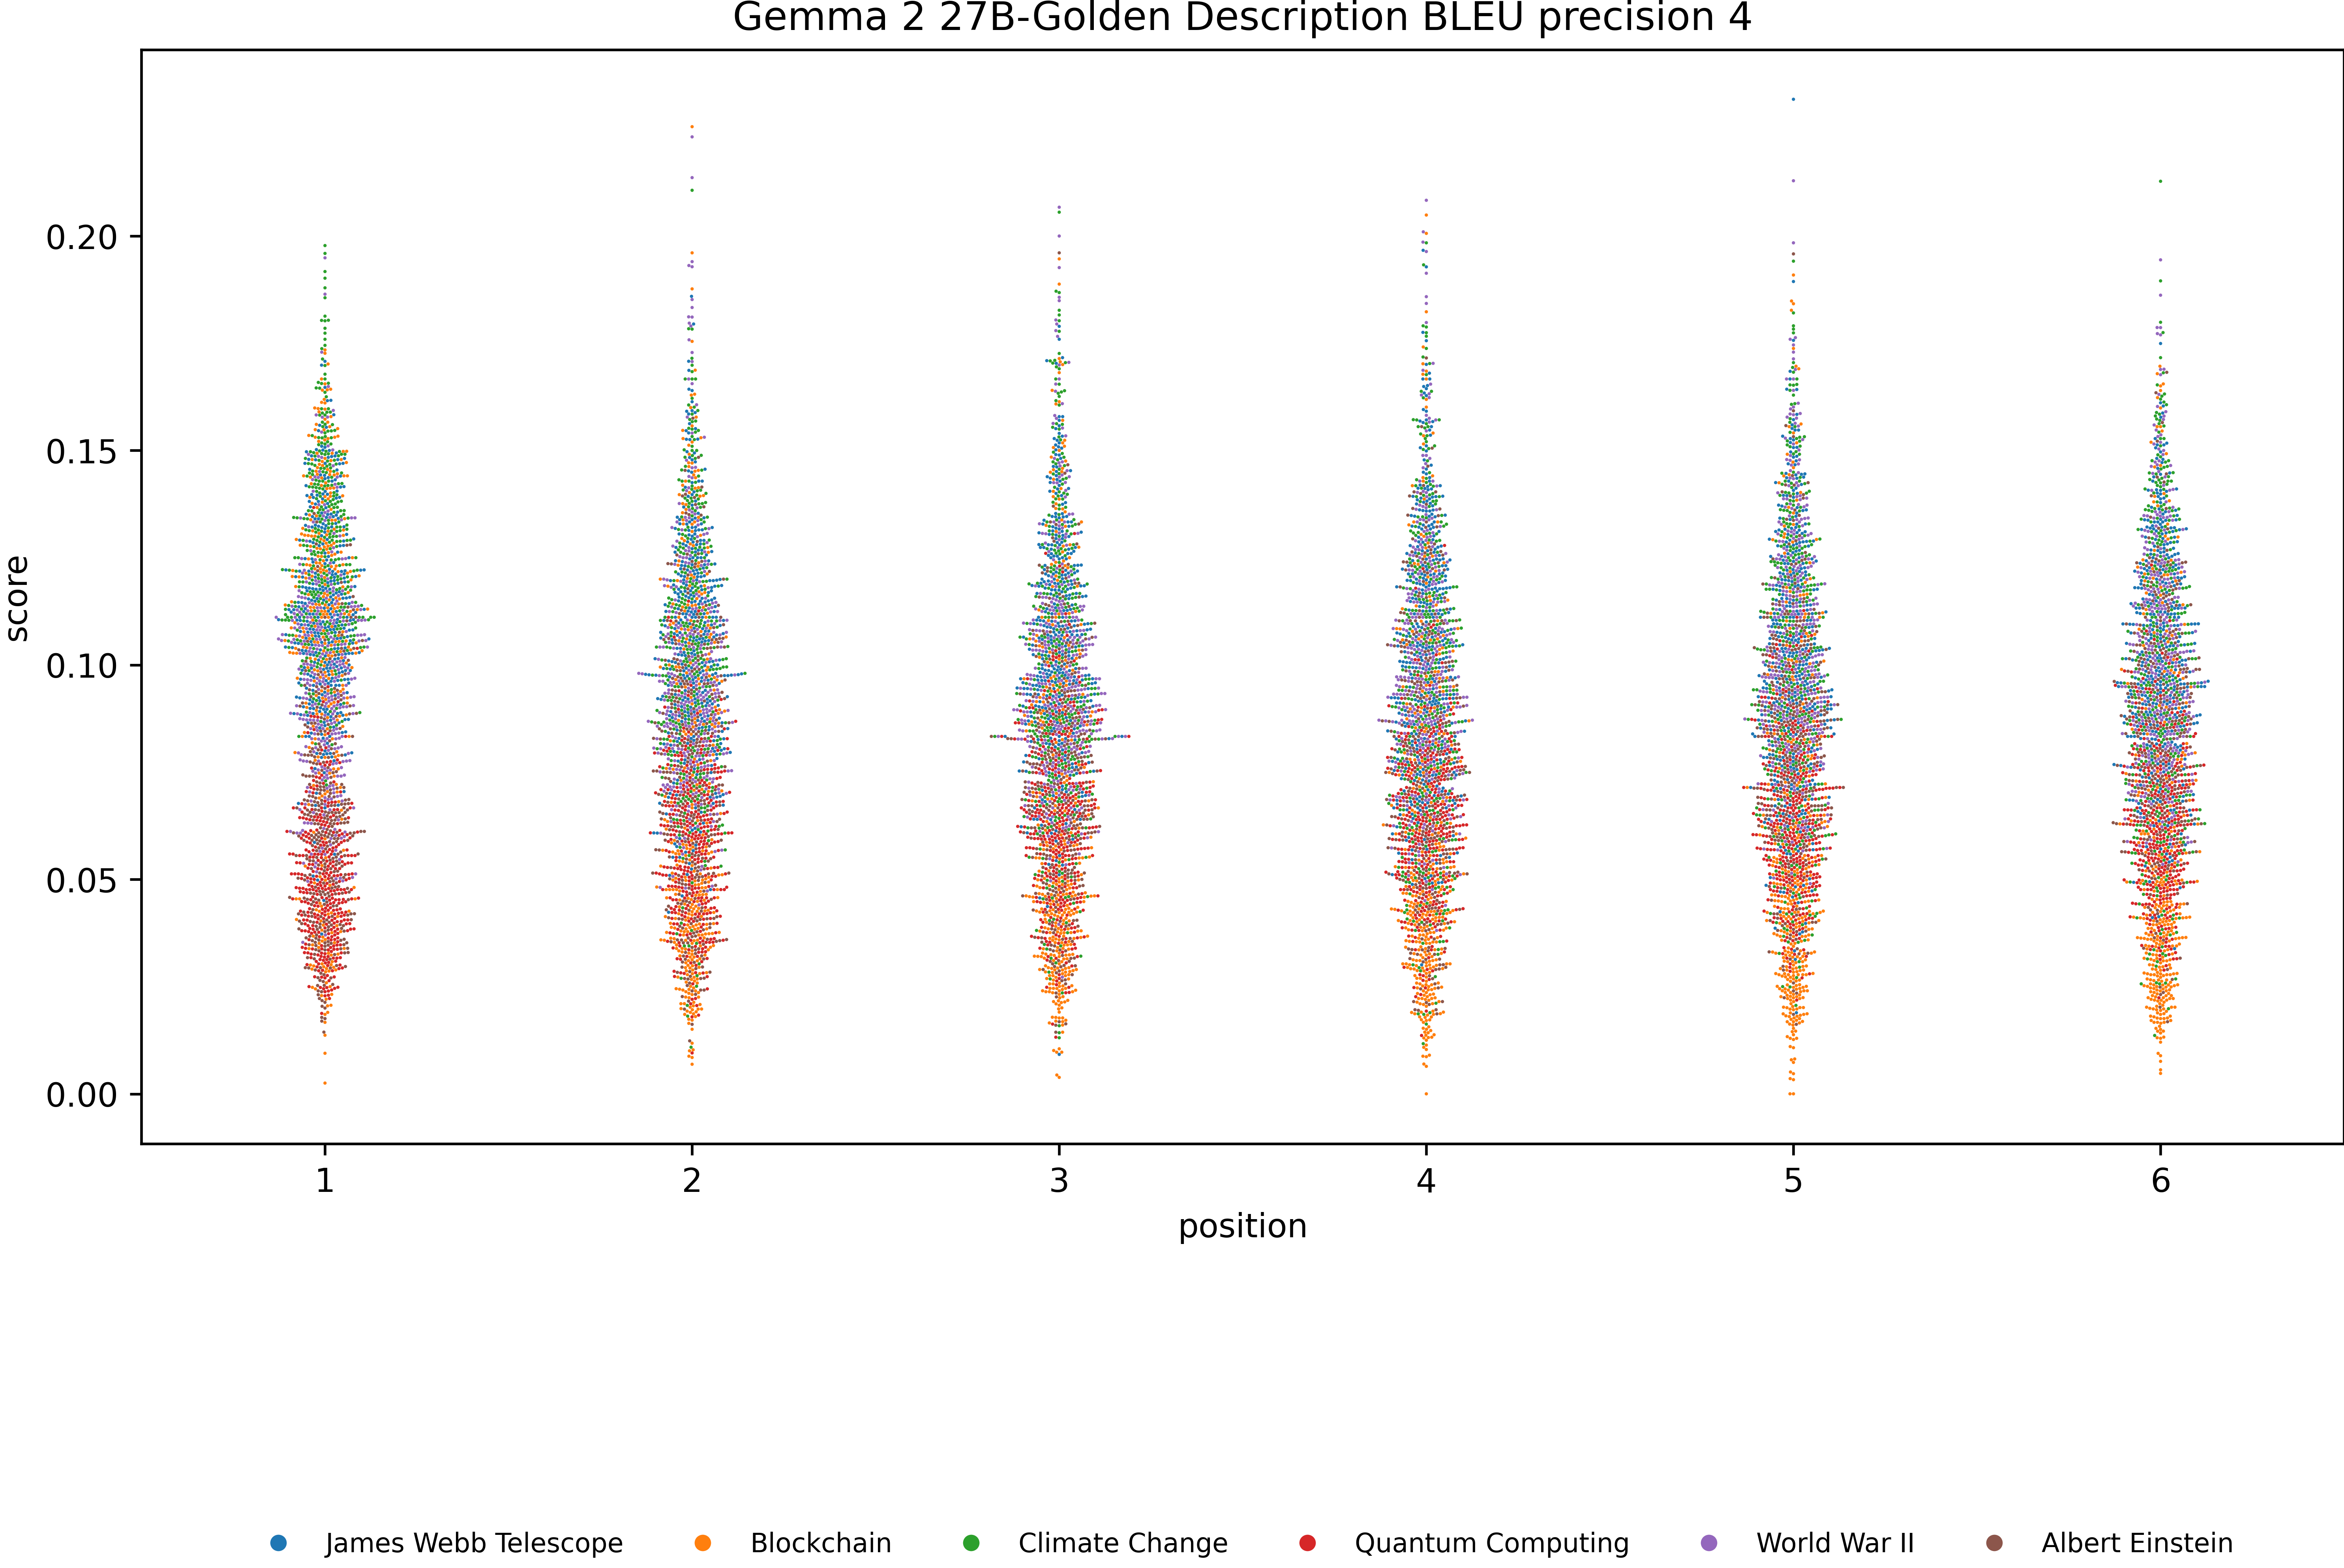 Gemma 2 27B-Golden Description BLEU precision 4
score
0.20
0.15
0.10
0.05
0.00
1 2 3 4 5 6
position
James Webb Telescope Blockchain Climate Change Quantum Computing World War II Albert Einstein